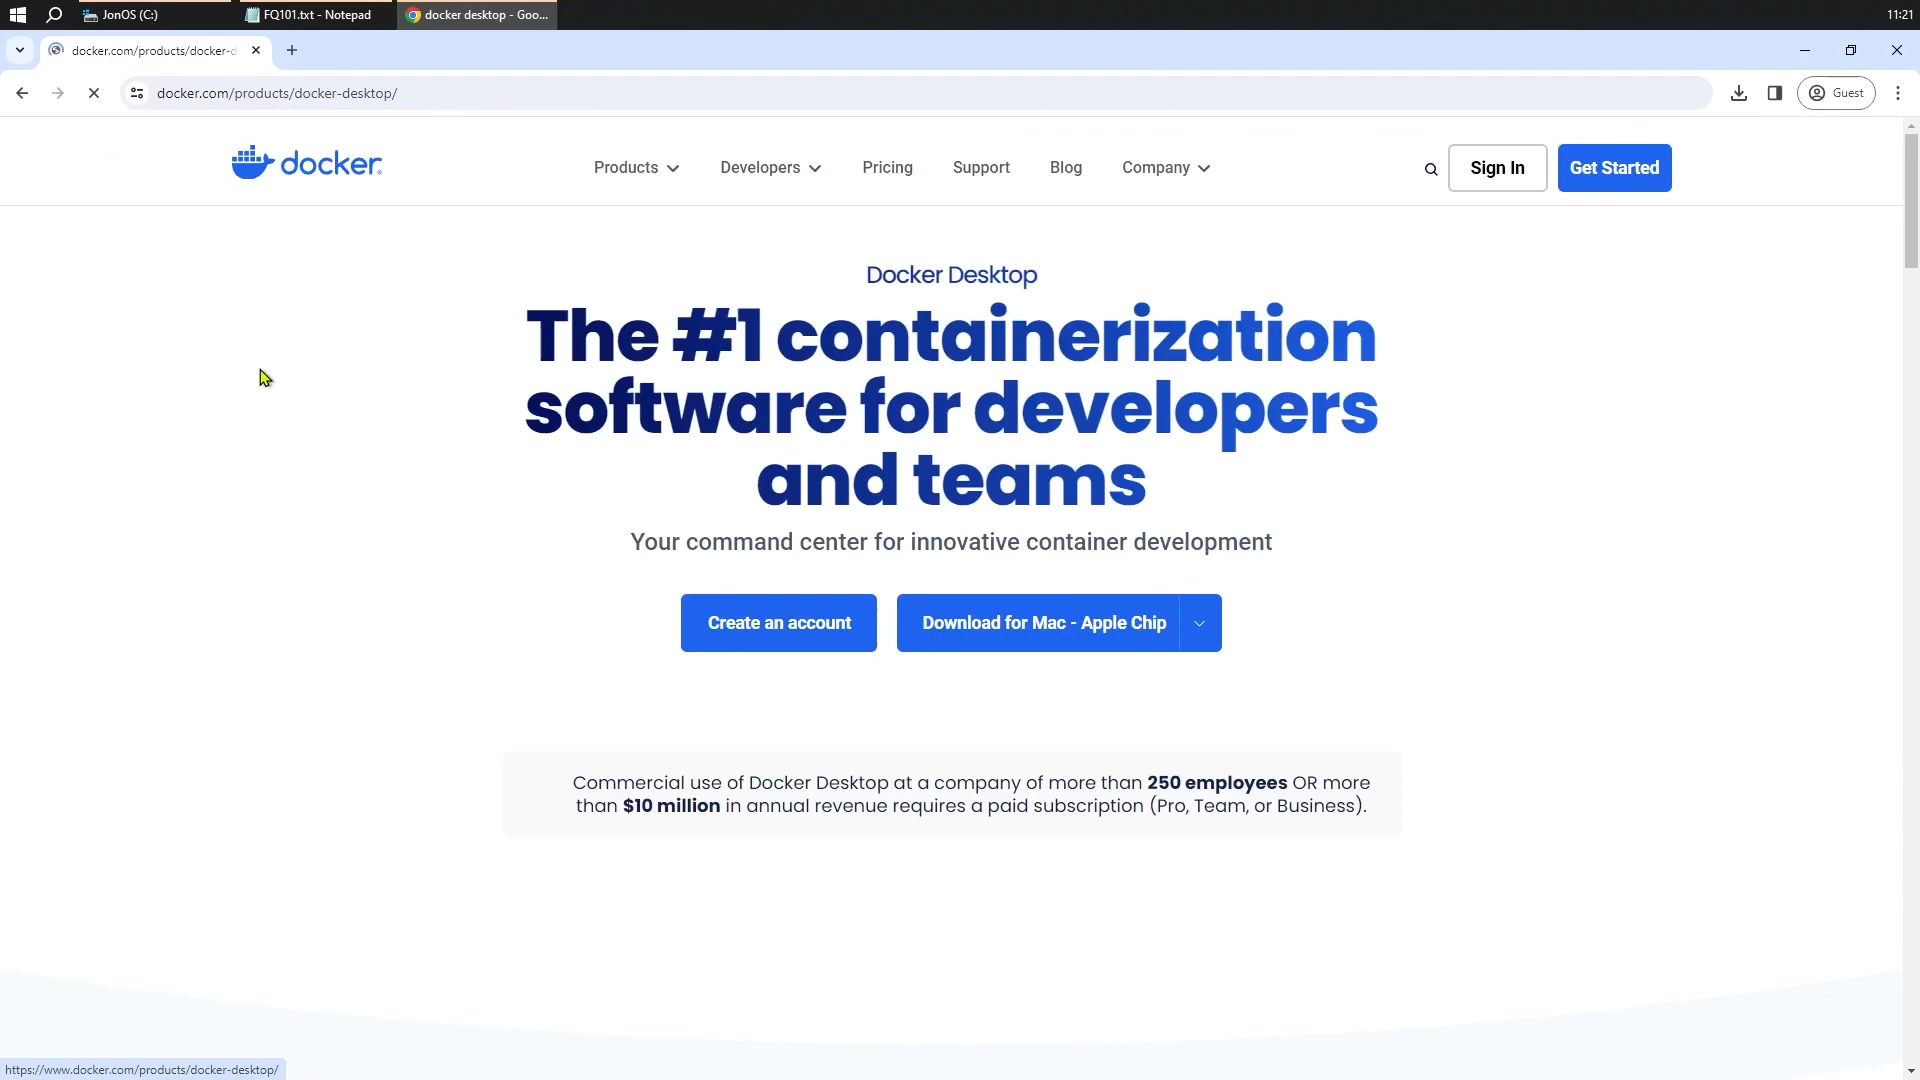 JonOS (C:)
FQ101.txt - Notepad
docker desktop - Goo...
11:21
docker.com/products/docker-d
docker.com/products/docker-desktop/
Guest
docker
Products
Developers
Pricing
Support
Blog
Company
Sign In
Get Started
Docker Desktop
The #1 containerization
software for developers
and teams
Your command center for innovative container development
Create an account
Download for Mac - Apple Chip
Commercial use of Docker Desktop at a company of more than 250 employees OR more
than $10 million in annual revenue requires a paid subscription (Pro, Team, or Business).
https://www.docker.com/products/docker-desktop/